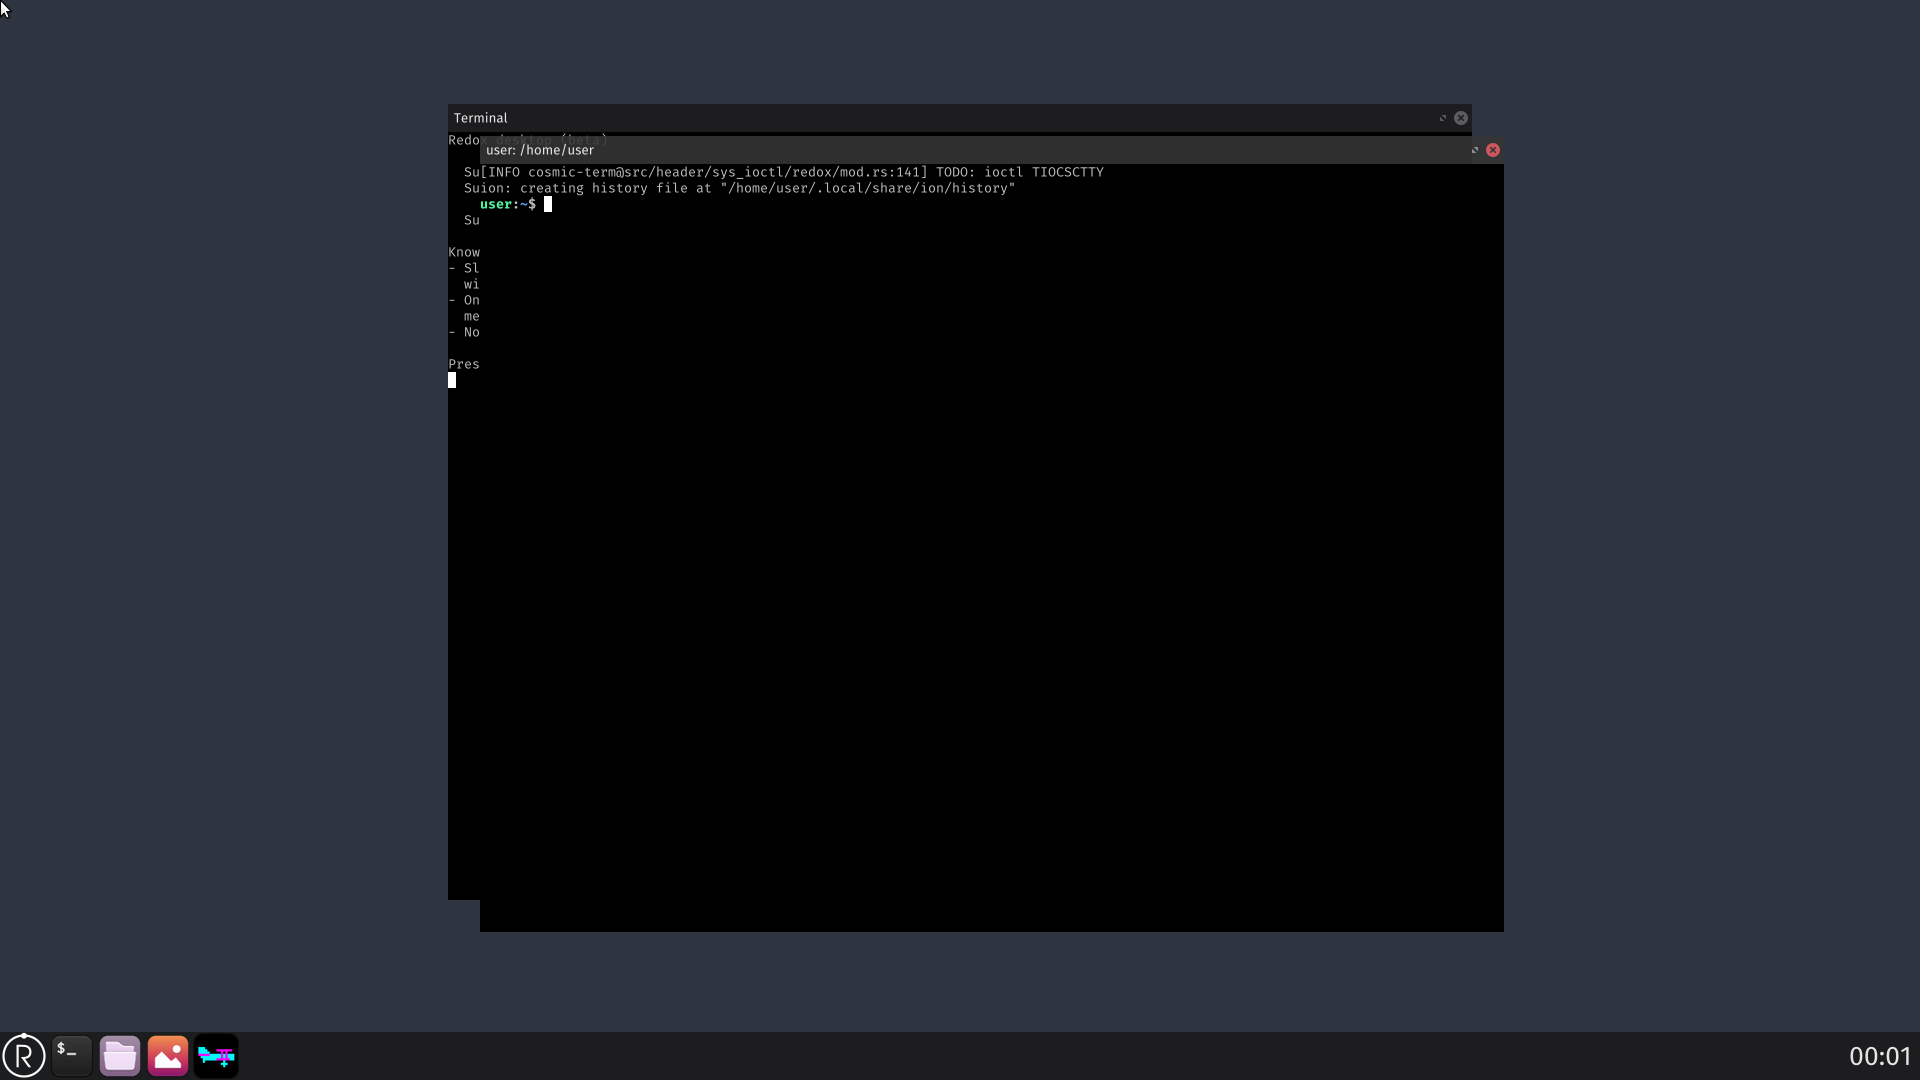 Terminal
Redox desktop (beta)
user: /home/user
Su[INFO cosmic-term@src/header/sys_ioctl/redox/mod.rs:141] TODO: ioctl TIOCSCTTY
Suion: creating history file at "/home/user/.local/share/ion/history"
user:~$
Su
Know
- Sl
wi
- On
me
- No
Pres
$_
00:01